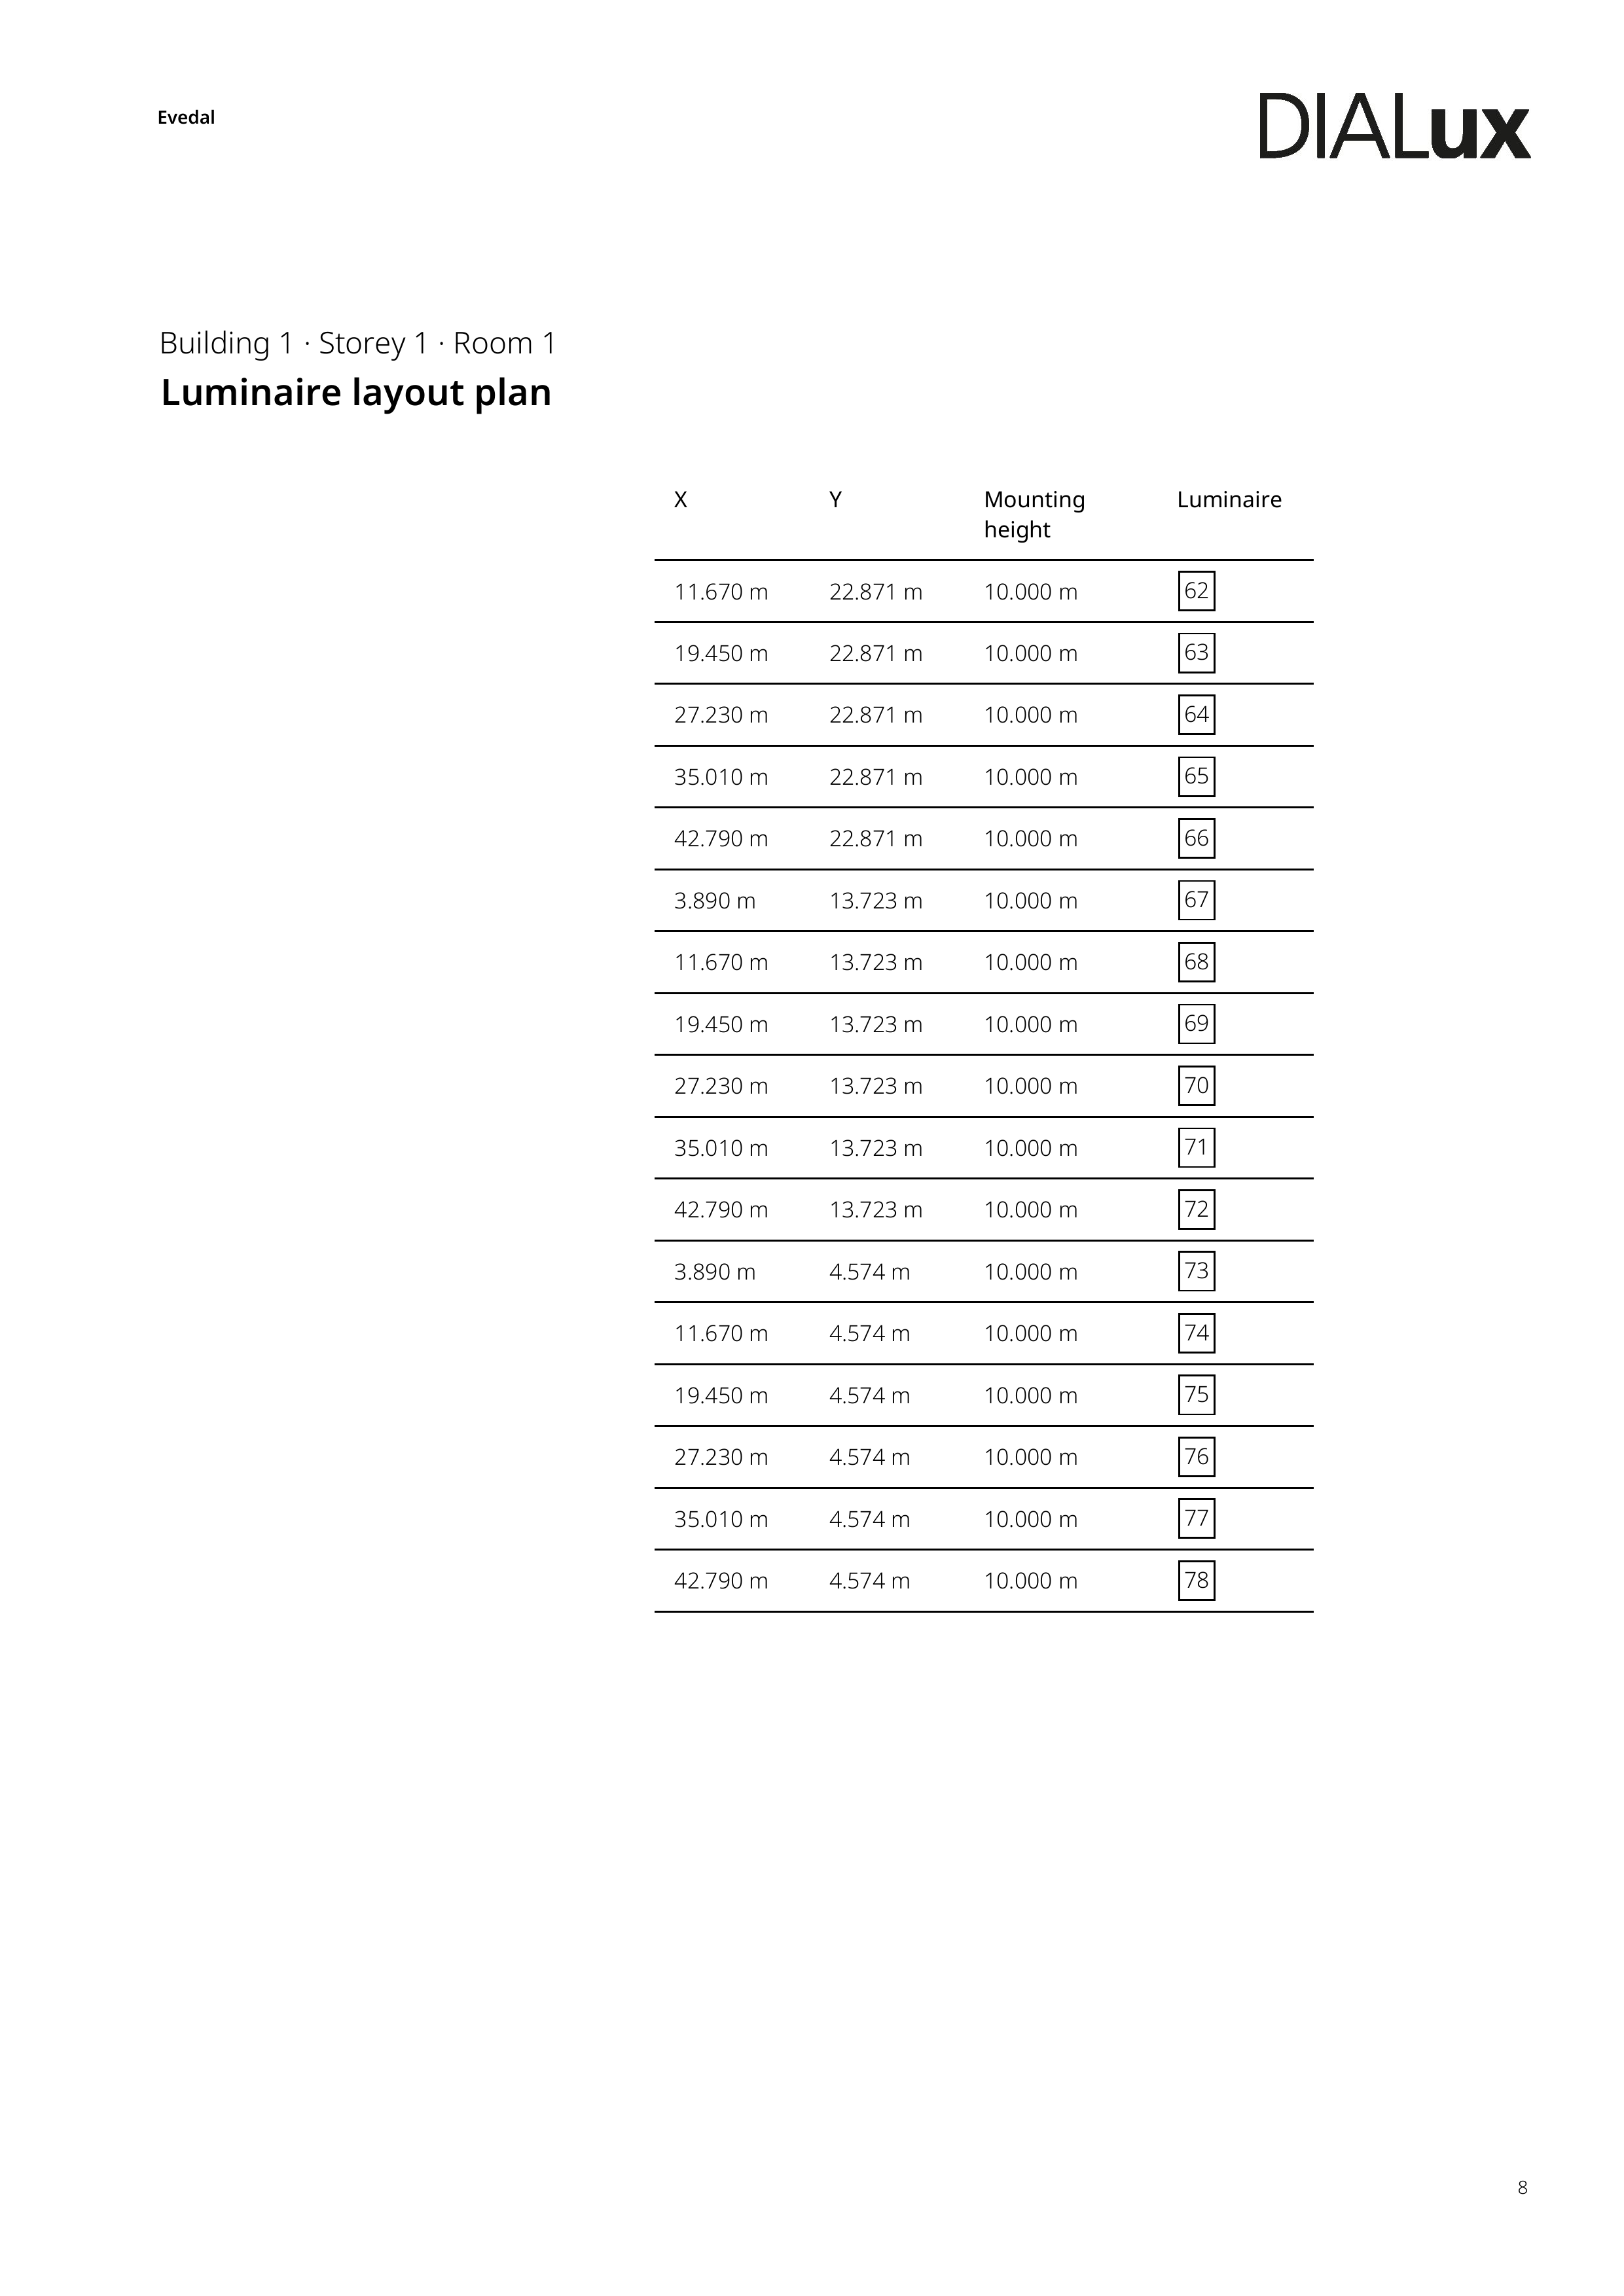 Evedal
DIALux
Building 1 · Storey 1 · Room 1
Luminaire layout plan
X Y Mounting height Luminaire
11.670 m 22.871 m 10.000 m 62
19.450 m 22.871 m 10.000 m 63
27.230 m 22.871 m 10.000 m 64
35.010 m 22.871 m 10.000 m 65
42.790 m 22.871 m 10.000 m 66
3.890 m 13.723 m 10.000 m 67
11.670 m 13.723 m 10.000 m 68
19.450 m 13.723 m 10.000 m 69
27.230 m 13.723 m 10.000 m 70
35.010 m 13.723 m 10.000 m 71
42.790 m 13.723 m 10.000 m 72
3.890 m 4.574 m 10.000 m 73
11.670 m 4.574 m 10.000 m 74
19.450 m 4.574 m 10.000 m 75
27.230 m 4.574 m 10.000 m 76
35.010 m 4.574 m 10.000 m 77
42.790 m 4.574 m 10.000 m 78
8